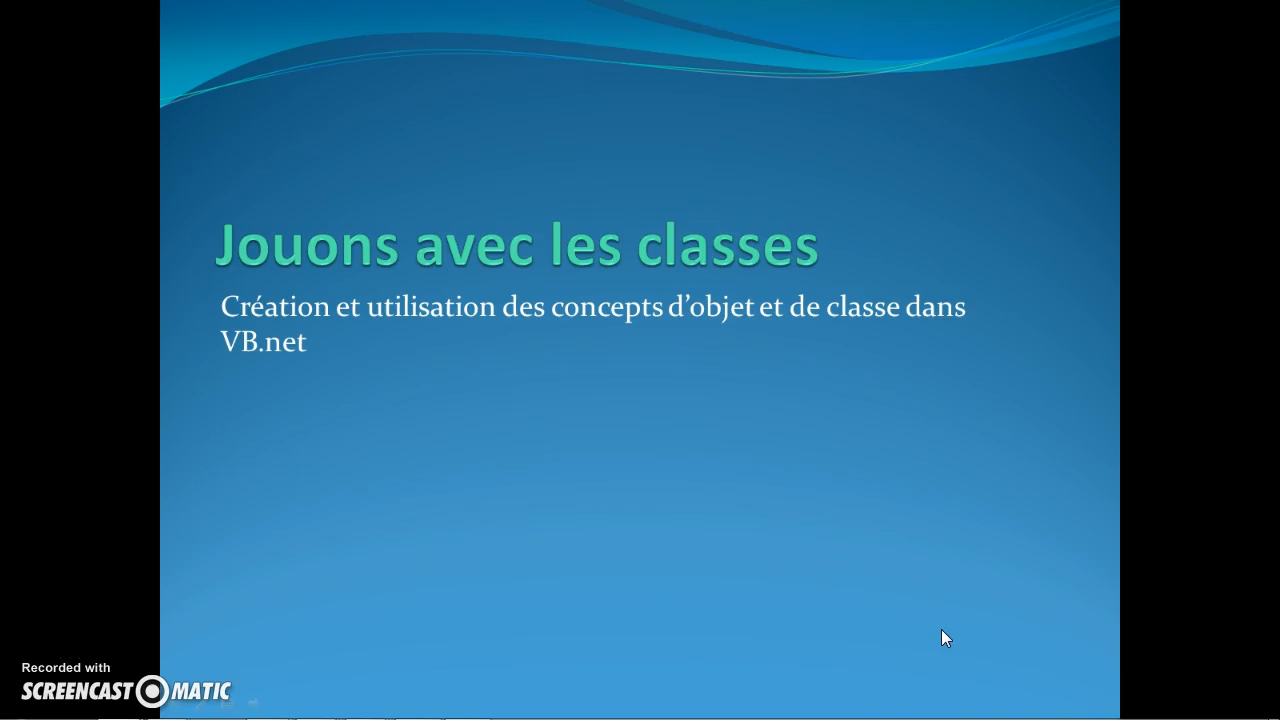 Jouons avec les classes
Création et utilisation des concepts d’objet et de classe dans
VB.net
Recorded with
SCREENCAST MATIC